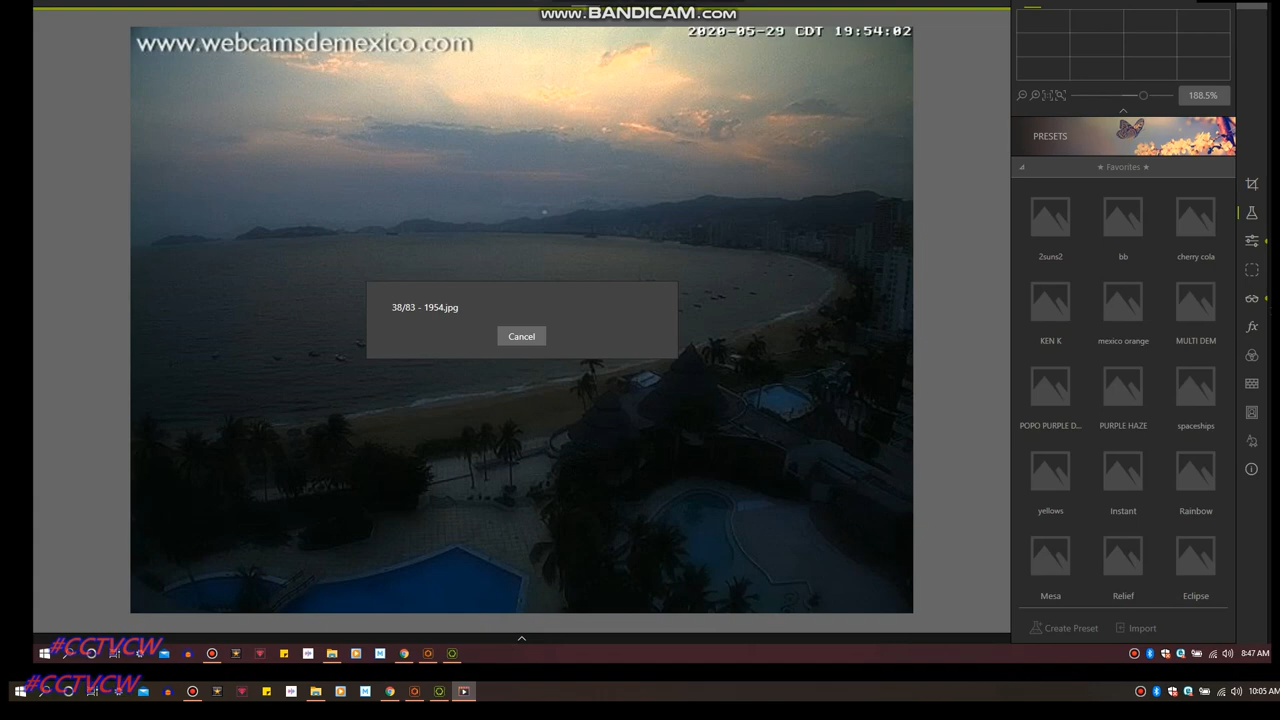 www.BANDICAM.com
www.webcamsdemexico.com
2020-05-29 CDT 19:54:02
188.5%
PRESETS
★ Favorites ★
2suns2
bb
cherry cola
38/83 - 1954.jpg
Cancel
KEN K
mexico orange
MULTI DEM
POPO PURPLE D...
PURPLE HAZE
spaceships
yellows
Instant
Rainbow
Mesa
Relief
Eclipse
Create Preset
Import
#CCTVCW
8:47 AM
#CCTVCW
10:05 AM